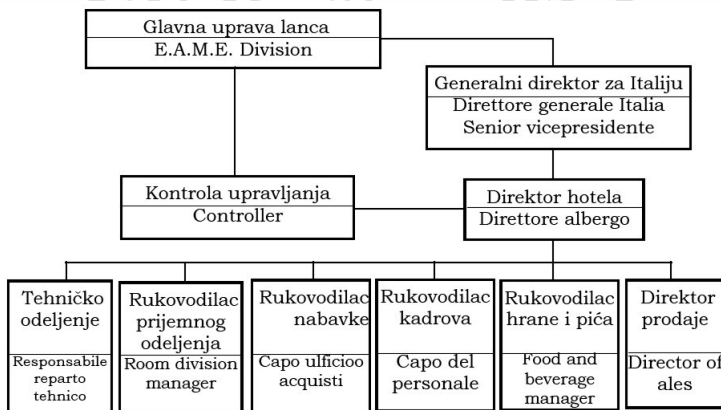 Glavna uprava lanca
E.A.M.E. Division
Generalni direktor za Italiju
Direttore generale Italia
Senior vicepresidente
Kontrola upravljanja
Controller
Direktor hotela
Direttore albergo
Tehničko
odeljenje
Responsabile
reparto
tehnico
Rukovodilac
prijemnog
odeljenja
Room division
manager
Rukovodilac
nabavke
Capo ulficioo
acquisti
Rukovodilac
kadrova
Capo del
personale
Rukovodilac
hrane i pića
Food and
beverage
manager
Direktor
prodaje
Director of
ales